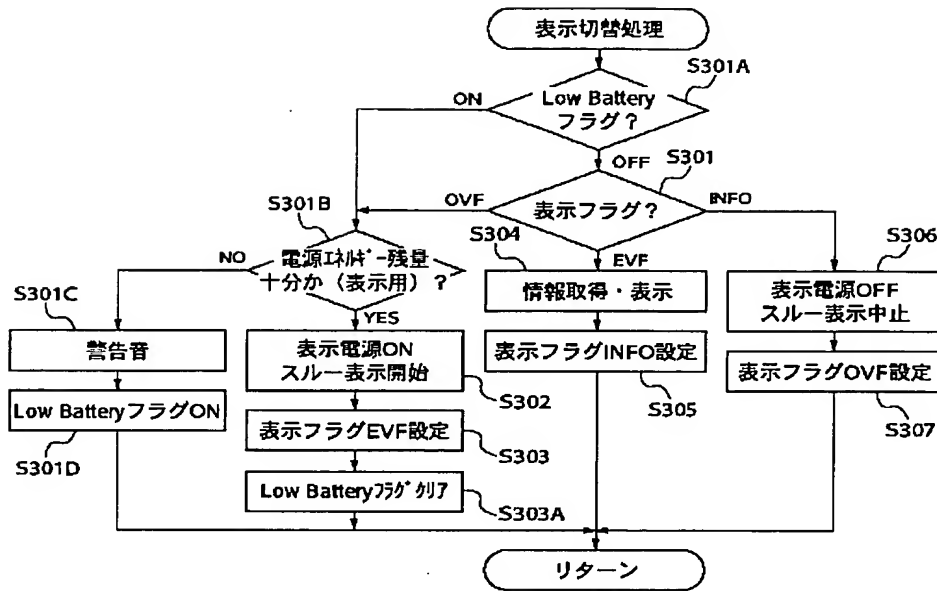 表示切替処理
S301A
ON
Low Battery
フラグ？
OFF
S301
OVF
表示フラグ？
INFO
S301B
S304
EVF
S306
NO
電源ｴﾈﾙｷﾞｰ残量
十分か（表示用）？
情報取得・表示
表示電源OFF
スルー表示中止
S301C
YES
警告音
表示電源ON
スルー表示開始
表示フラグINFO設定
表示フラグOVF設定
S302
S305
S307
Low BatteryフラグON
表示フラグEVF設定
S303
S301D
Low Batteryﾌﾗｸﾞｸﾘｱ
S303A
リターン